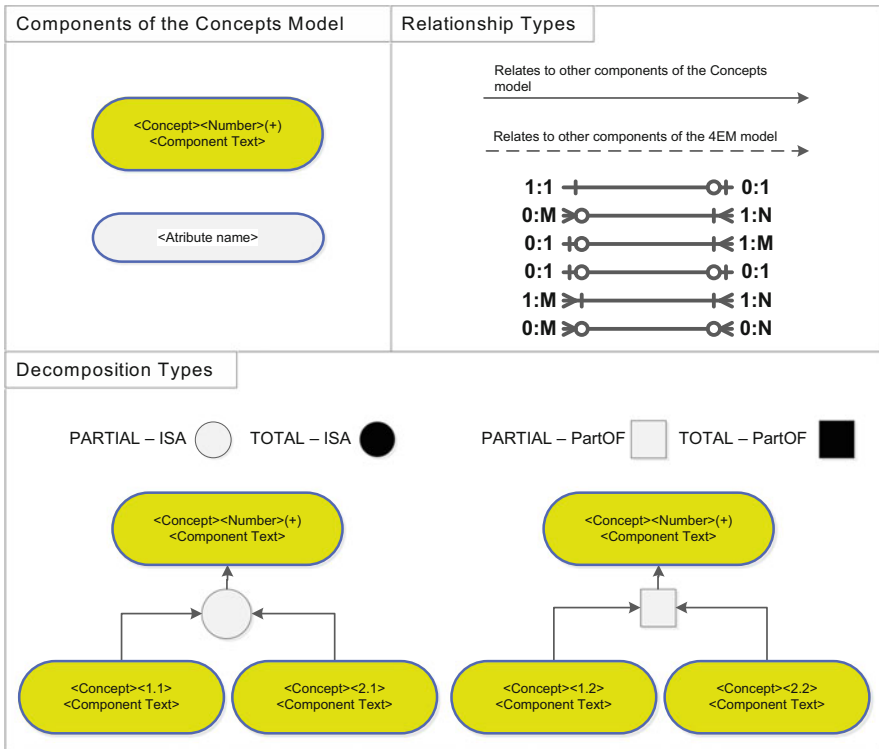 Components of the Concepts Model
<Concept><Number>(+)
<Component Text>
<Atribute name>
Relationship Types
Relates to other components of the Concepts
model
Relates to other components of the 4EM model
1:1 0:1
0:M 1:N
0:1 1:M
0:1 0:1
1:M 1:N
0:M 0:N
Decomposition Types
PARTIAL – ISA TOTAL – ISA
PARTIAL – PartOF TOTAL – PartOF
<Concept><Number>(+)
<Component Text>
<Concept><1.1>
<Component Text>
<Concept><2.1>
<Component Text>
<Concept><Number>(+)
<Component Text>
<Concept><1.2>
<Component Text>
<Concept><2.2>
<Component Text>